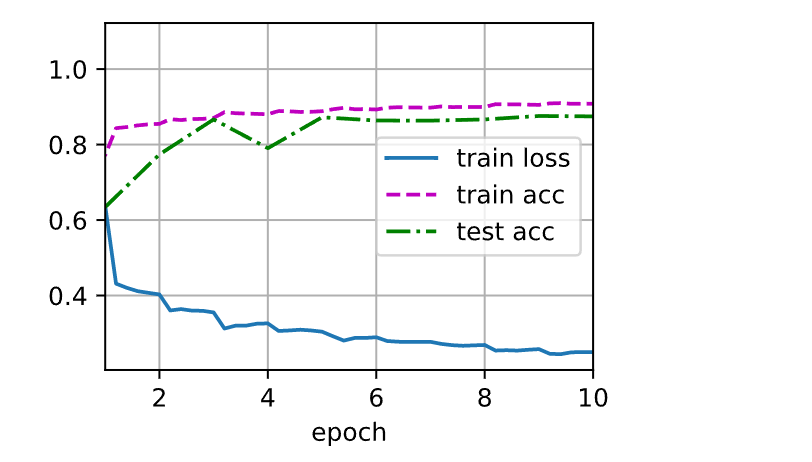 1.0
0.8
0.6
0.4
train loss
train acc
test acc
2 4 6 8 10
epoch